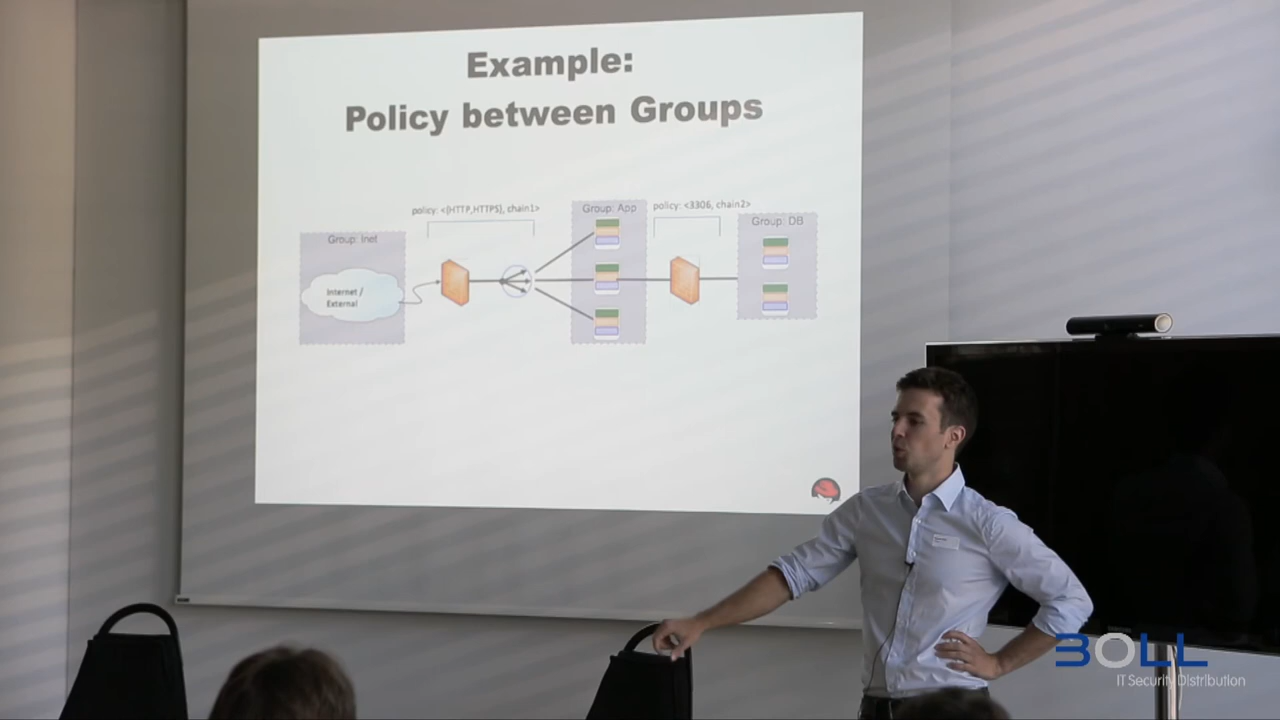 Example:
Policy between Groups
policy: <{HTTP,HTTPS}, chain1>
Group: App
policy: <3306, chain2>
Group: DB
Group: Inet
Internet /
External
BOLL
IT Security Distribution